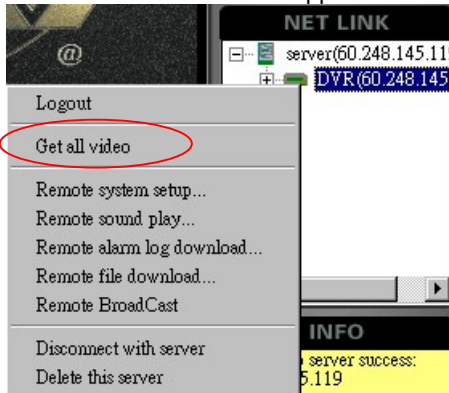 NET LINK
@
server(60.248.145.11
DVR(60.248.145
Logout
Get all video
Remote system setup...
Remote sound play...
Remote alarm log download...
Remote file download...
Remote BroadCast
Disconnect with server
Delete this server
INFO
server success:
5.119